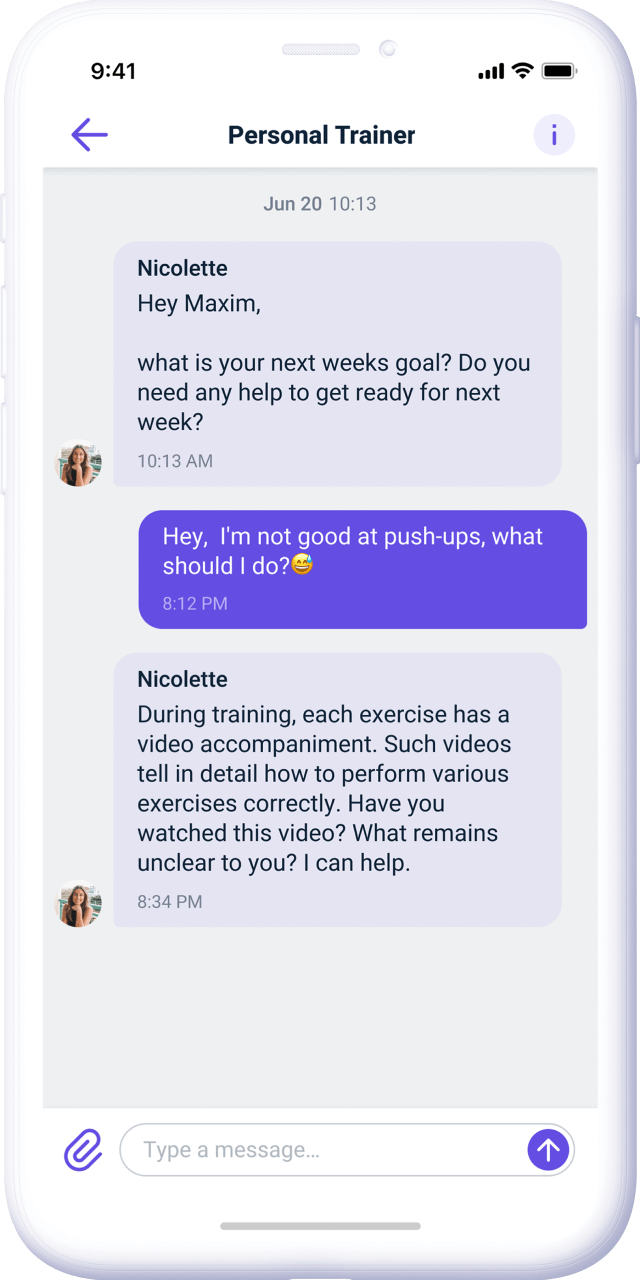 9:41
Personal Trainer
i
Jun 20 10:13
Nicolette
Hey Maxim,
what is your next weeks goal? Do you
need any help to get ready for next
week?
10:13 AM
Hey,  I'm not good at push-ups, what
should I do?😅
8:12 PM
Nicolette
During training, each exercise has a
video accompaniment. Such videos
tell in detail how to perform various
exercises correctly. Have you
watched this video? What remains
unclear to you? I can help.
8:34 PM
Type a message...